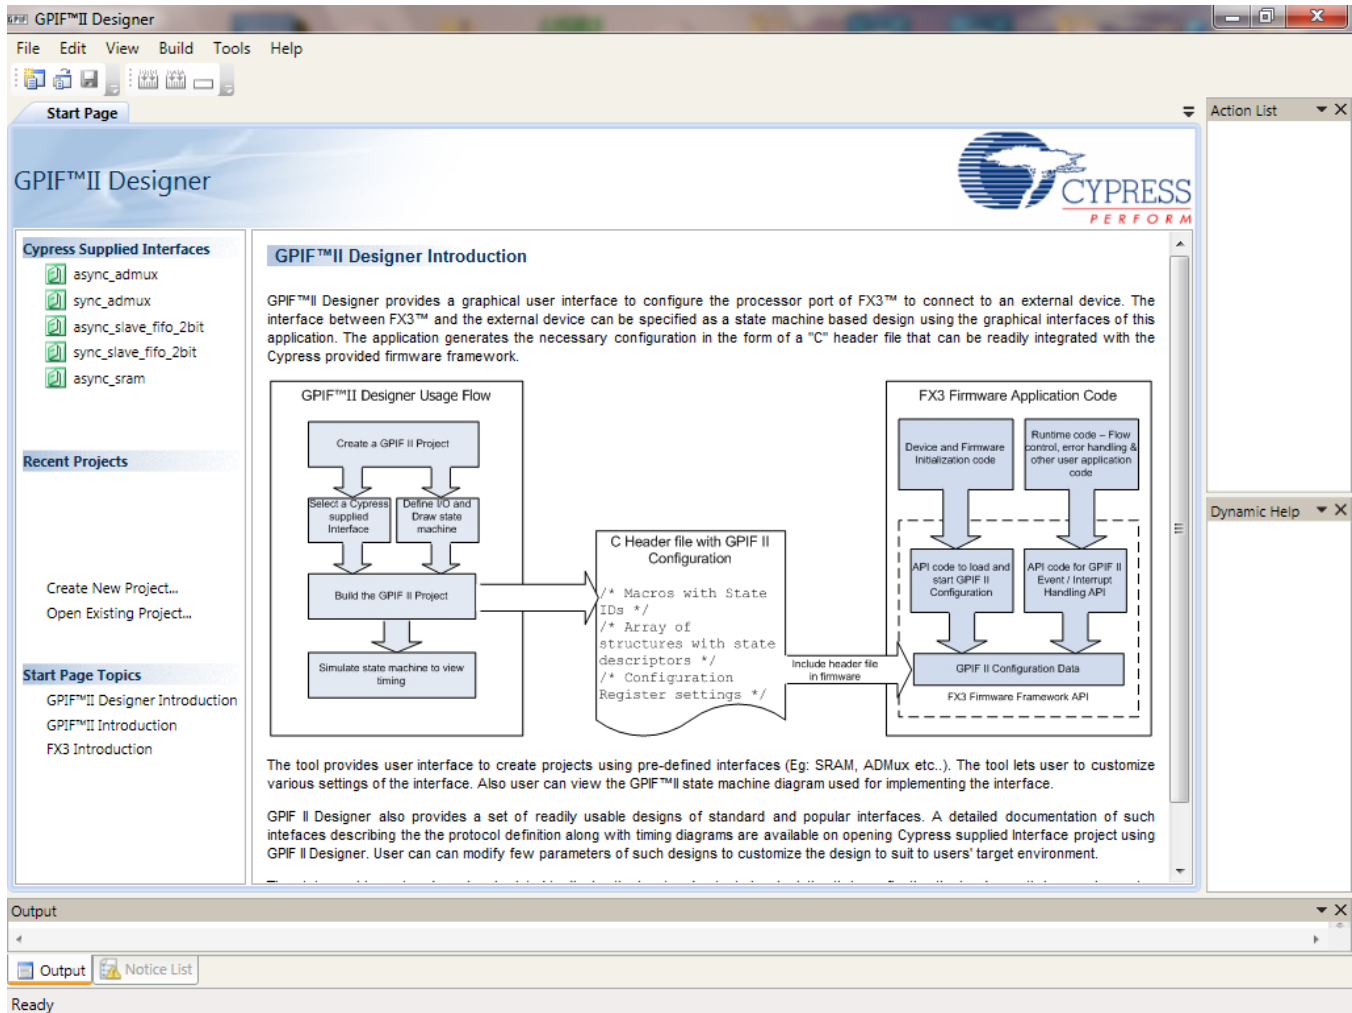 GPIF™II Designer
File Edit View Build Tools Help
Start Page
Action List
GPIF™II Designer
CYPRESS
PERFORM
Cypress Supplied Interfaces
async_admux
sync_admux
async_slave_fifo_2bit
sync_slave_fifo_2bit
async_sram
Recent Projects
Create New Project...
Open Existing Project...
Start Page Topics
GPIF™II Designer Introduction
GPIF™II Introduction
FX3 Introduction
GPIF™II Designer Introduction
GPIF™II Designer provides a graphical user interface to configure the processor port of FX3™ to connect to an external device. The
interface between FX3™ and the external device can be specified as a state machine based design using the graphical interfaces of this
application. The application generates the necessary configuration in the form of a "C" header file that can be readily integrated with the
Cypress provided firmware framework.
GPIF™II Designer Usage Flow
Create a GPIF II Project
Select a Cypress
supplied
Interface
Define I/O and
Draw state
machine
Build the GPIF II Project
Simulate state machine to view
timing
C Header file with GPIF II
Configuration
/* Macros with State
IDs */
/* Array of
structures with state
descriptors */
/* Configuration
Register settings */
Include header file
in firmware
FX3 Firmware Application Code
Device and Firmware
Initialization code
Runtime code – Flow
control, error handling &
other user application
code
API code to load and
start GPIF II
Configuration
API code for GPIF II
Event / Interrupt
Handling API
GPIF II Configuration Data
FX3 Firmware Framework API
The tool provides user interface to create projects using pre-defined interfaces (Eg: SRAM, ADMux etc..). The tool lets user to customize
various settings of the interface. Also user can view the GPIF™II state machine diagram used for implementing the interface.
GPIF II Designer also provides a set of readily usable designs of standard and popular interfaces. A detailed documentation of such
intefaces describing the the protocol definition along with timing diagrams are available on opening Cypress supplied Interface project using
GPIF II Designer. User can can modify few parameters of such designs to customize the design to suit to users' target environment.
Dynamic Help
Output
Output
Notice List
Ready